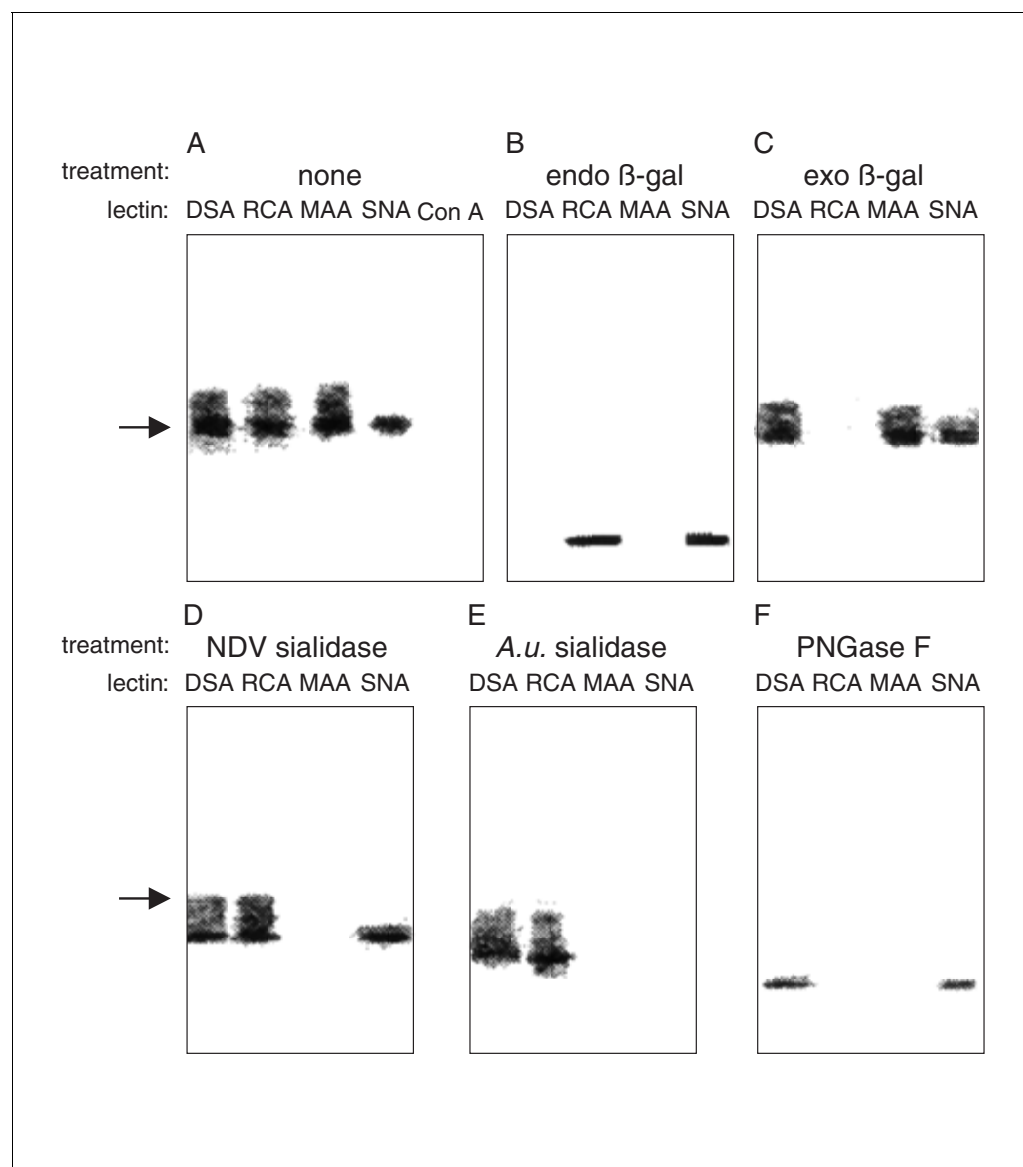 A B C
treatment: none endo ß-gal exo ß-gal
lectin: DSA RCA MAA SNA Con A DSA RCA MAA SNA DSA RCA MAA SNA
D E F
treatment: NDV sialidase A.u. sialidase PNGase F
lectin: DSA RCA MAA SNA DSA RCA MAA SNA DSA RCA MAA SNA